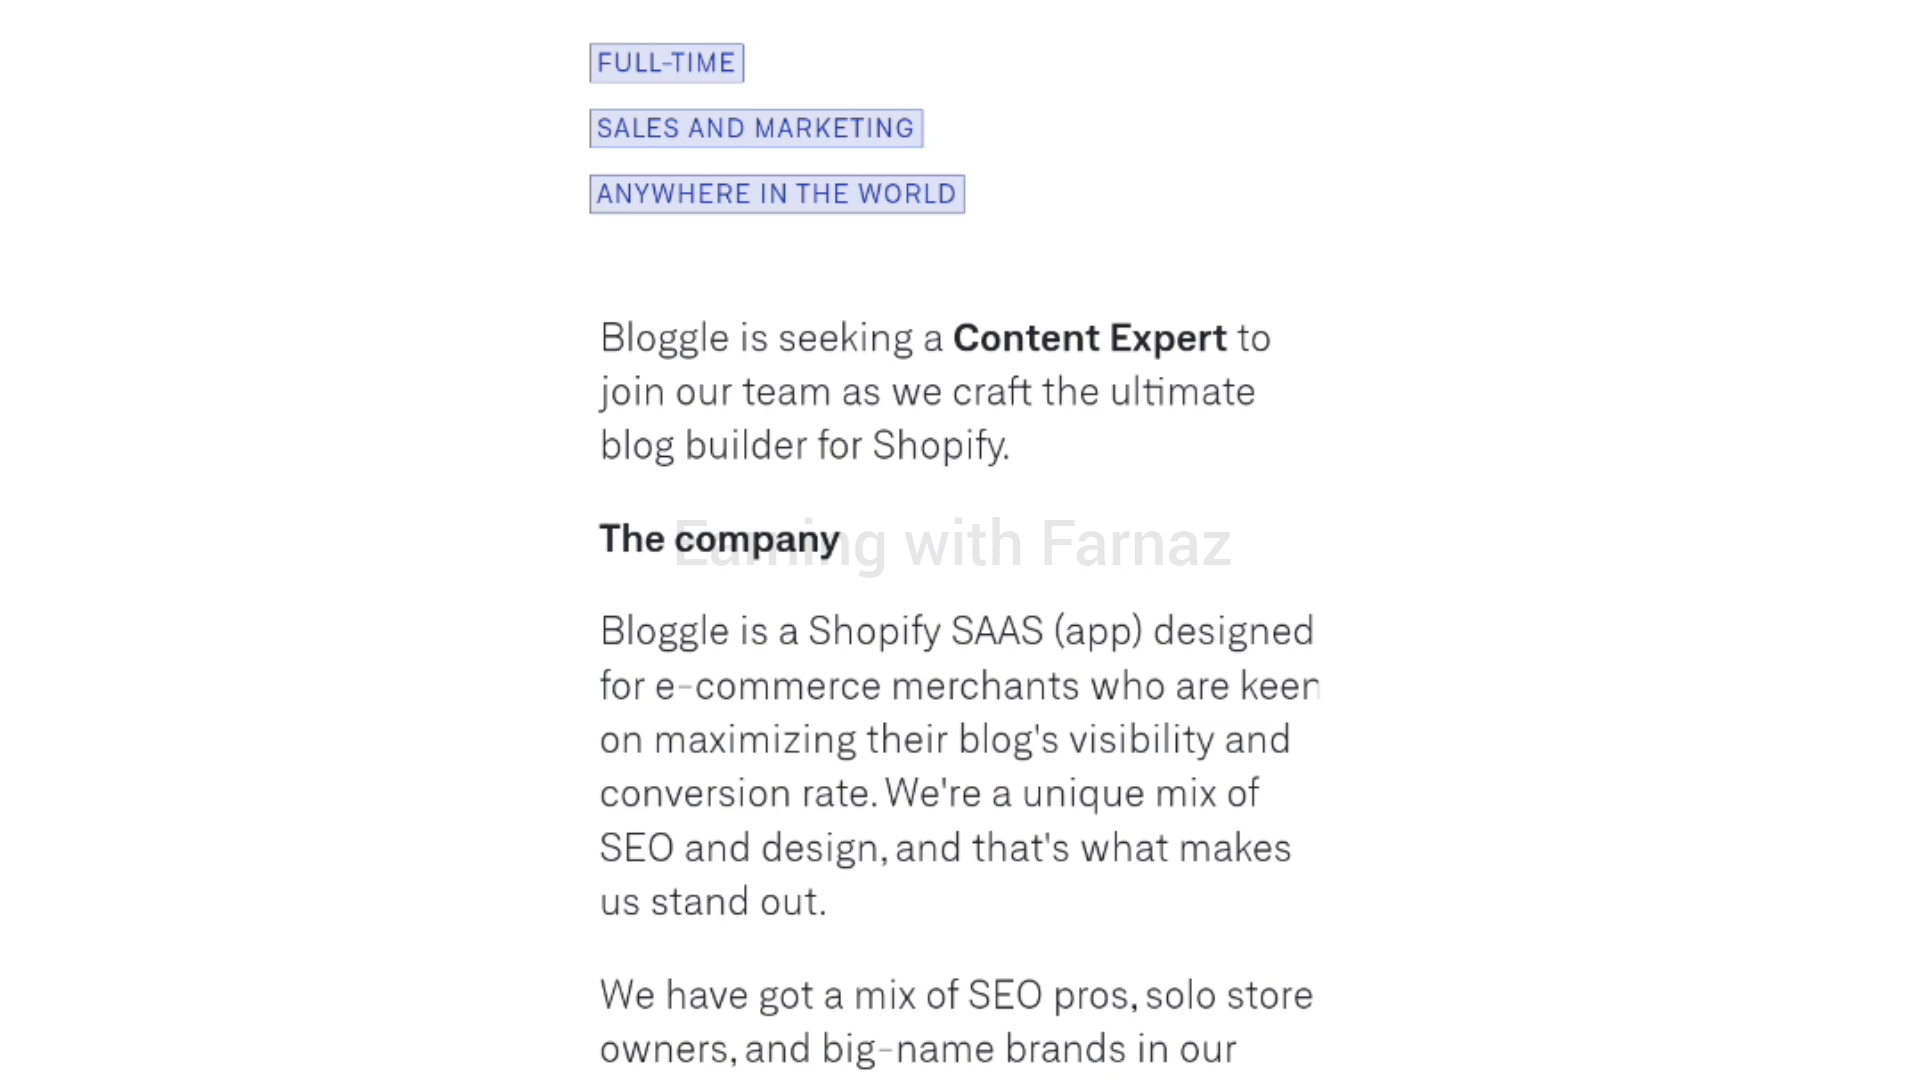 FULL-TIME
SALES AND MARKETING
ANYWHERE IN THE WORLD
Bloggle is seeking a Content Expert to
join our team as we craft the ultimate
blog builder for Shopify.
The company
Earning with Farnaz
Bloggle is a Shopify SAAS (app) designed
for e-commerce merchants who are keen
on maximizing their blog's visibility and
conversion rate. We're a unique mix of
SEO and design, and that's what makes
us stand out.
We have got a mix of SEO pros, solo store
owners, and big-name brands in our